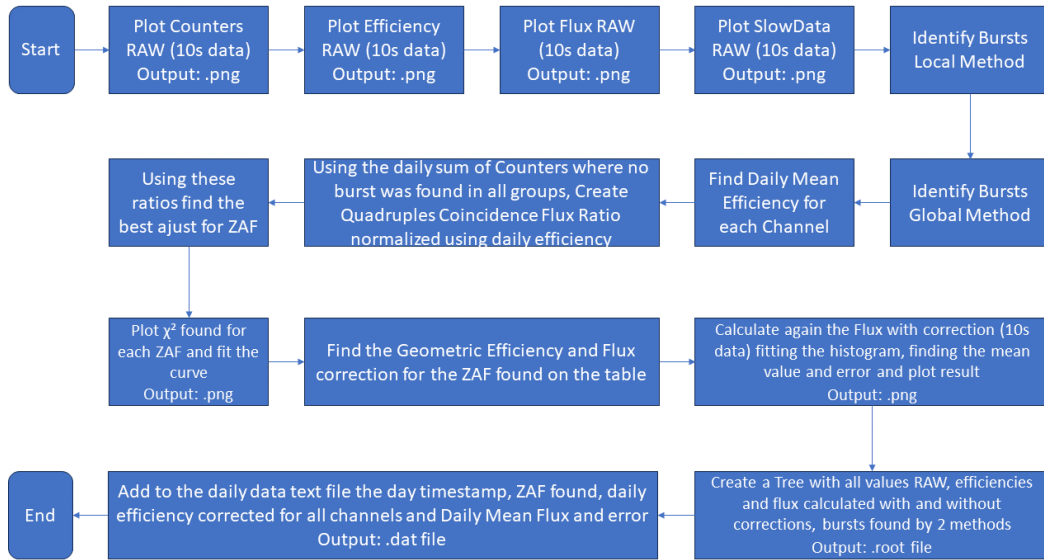 Start
Plot Counters
RAW (10s data)
Output: .png
Plot Efficiency
RAW (10s data)
Output: .png
Plot Flux RAW
(10s data)
Output: .png
Plot SlowData
RAW (10s data)
Output: .png
Identify Bursts
Local Method
Identify Bursts
Global Method
Find Daily Mean
Efficiency for
each Channel
Using the daily sum of Counters where no
burst was found in all groups, Create
Quadruples Coincidence Flux Ratio
normalized using daily efficiency
Using these
ratios find the
best ajust for ZAF
Plot χ² found for
each ZAF and fit the
curve
Output: .png
Find the Geometric Efficiency and Flux
correction for the ZAF found on the table
Calculate again the Flux with correction (10s
data) fitting the histogram, finding the mean
value and error and plot result
Output: .png
Create a Tree with all values RAW, efficiencies
and flux calculated with and without
corrections, bursts found by 2 methods
Output: .root file
Add to the daily data text file the day timestamp, ZAF found, daily
efficiency corrected for all channels and Daily Mean Flux and error
Output: .dat file
End